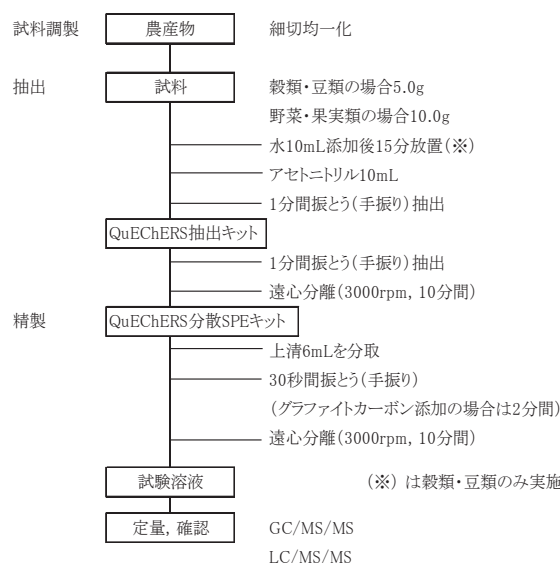 試料調製 農産物 細切均一化
抽出 試料 穀類・豆類の場合5.0g
野菜・果実類の場合10.0g
水10mL添加後15分放置(※)
アセトニトリル10mL
1分間振とう(手振り)抽出
QuEChERS抽出キット
1分間振とう(手振り)抽出
遠心分離(3000rpm, 10分間)
精製 QuEChERS分散SPEキット
上清6mLを分取
30秒間振とう(手振り)
(グラファイトカーボン添加の場合は2分間)
遠心分離(3000rpm, 10分間)
試験溶液 (※) は穀類・豆類のみ実施
定量, 確認 GC/MS/MS
LC/MS/MS